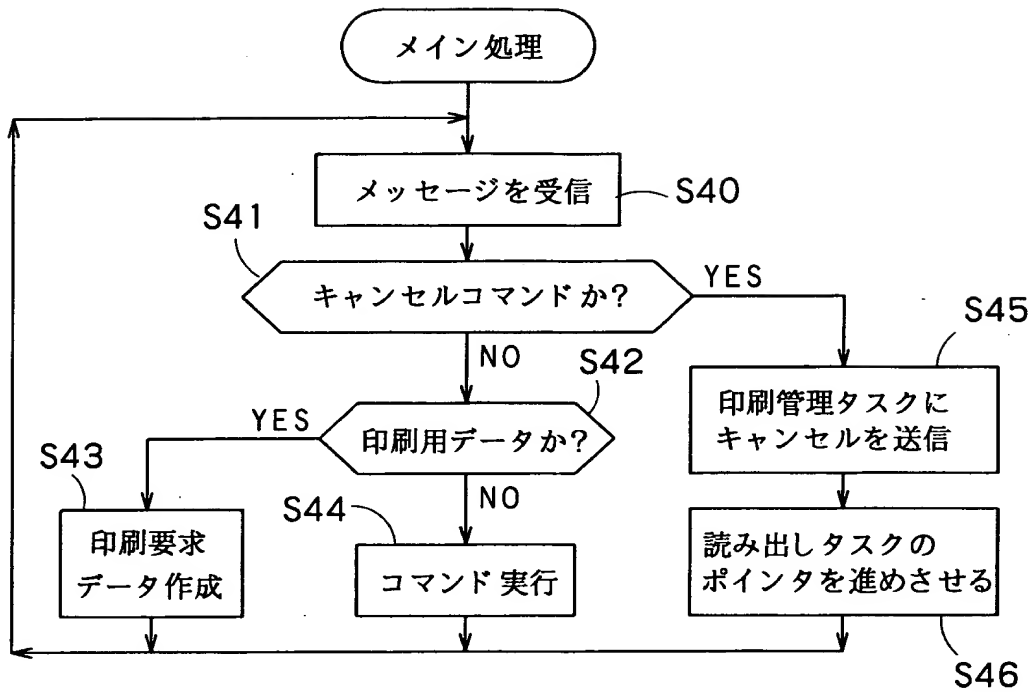 メイン処理
メッセージを受信
S40
S41
キャンセルコマンドか?
YES
NO
S42
S45
印刷管理タスクに
キャンセルを送信
印刷用データか?
YES
NO
S43
印刷要求
データ作成
S44
コマンド実行
読み出しタスクの
ポインタを進めさせる
S46